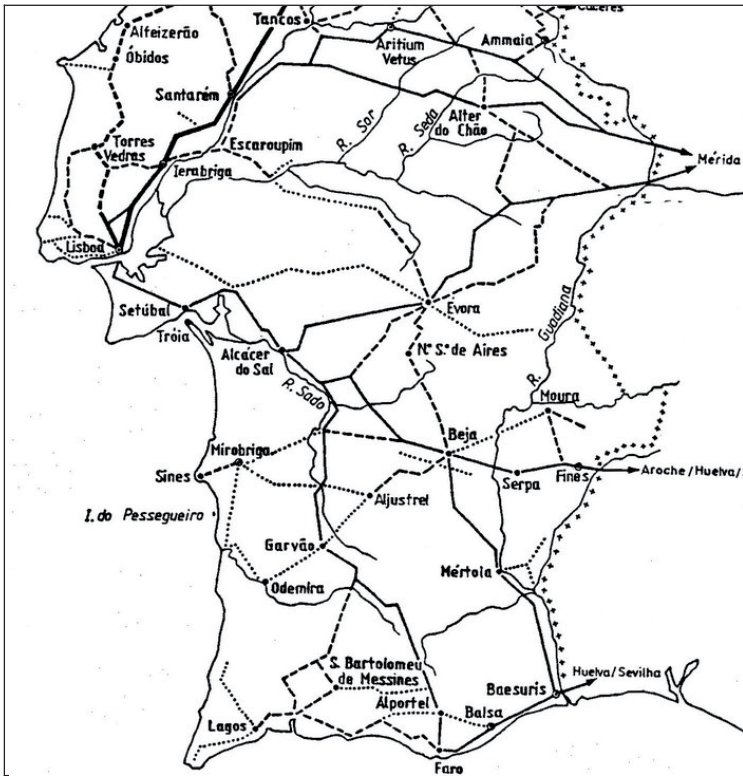 Tancos
Cáceres
Alfeizerão
Óbidos
Aritium
Vetus
Ammaia
Santarém
R. Sor
R. Seda
Alter
do Chão
Torres
Vedras
Escaroupim
Ierabriga
Mérida
Lisboa
Setúbal
Évora
R. Guadiana
Tróia
Alcácer
do Sal
Nª Sª de Aires
R. Sado
Moura
Beja
Mirobriga
Sines
Serpa
Fines
Aroche/Huelva/
Aljustrel
I. do Pessegueiro
Garvão
Mértola
Odemira
S. Bartolomeu
de Messines
Huelva/Sevilha
Baesuris
Alportel
Balsa
Lagos
Faro